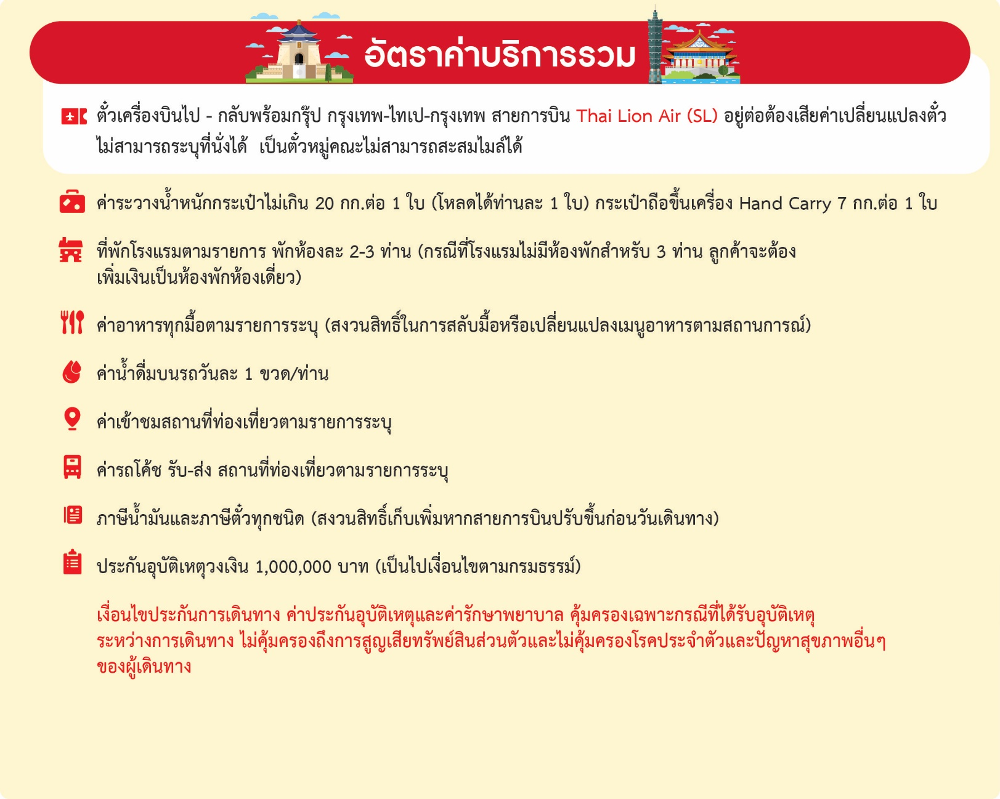 อัตราค่าบริการรวม
ตั๋วเครื่องบินไป - กลับพร้อมกรุ๊ป กรุงเทพ-ไทเป-กรุงเทพ สายการบิน Thai Lion Air (SL) อยู่ต่อต้องเสียค่าเปลี่ยนแปลงตั๋ว
ไม่สามารถระบุที่นั่งได้ เป็นตั๋วหมู่คณะไม่สามารถสะสมไมล์ได้
ค่าระวางน้ำหนักกระเป๋าไม่เกิน 20 กก.ต่อ 1 ใบ (โหลดได้ท่านละ 1 ใบ) กระเป๋าถือขึ้นเครื่อง Hand Carry 7 กก.ต่อ 1 ใบ
ที่พักโรงแรมตามรายการ พักห้องละ 2-3 ท่าน (กรณีที่โรงแรมไม่มีห้องพักสำหรับ 3 ท่าน ลูกค้าจะต้อง
เพิ่มเงินเป็นห้องพักห้องเดี่ยว)
ค่าอาหารทุกมื้อตามรายการระบุ (สงวนสิทธิ์ในการสลับมื้อหรือเปลี่ยนแปลงเมนูอาหารตามสถานการณ์)
ค่าน้ำดื่มบนรถวันละ 1 ขวด/ท่าน
ค่าเข้าชมสถานที่ท่องเที่ยวตามรายการระบุ
ค่ารถโค้ช รับ-ส่ง สถานที่ท่องเที่ยวตามรายการระบุ
ภาษีน้ำมันและภาษีตั๋วทุกชนิด (สงวนสิทธิ์เก็บเพิ่มหากสายการบินปรับขึ้นก่อนวันเดินทาง)
ประกันอุบัติเหตุวงเงิน 1,000,000 บาท (เป็นไปเงื่อนไขตามกรมธรรม์)
เงื่อนไขประกันการเดินทาง ค่าประกันอุบัติเหตุและค่ารักษาพยาบาล คุ้มครองเฉพาะกรณีที่ได้รับอุบัติเหตุ
ระหว่างการเดินทาง ไม่คุ้มครองถึงการสูญเสียทรัพย์สินส่วนตัวและไม่คุ้มครองโรคประจำตัวและปัญหาสุขภาพอื่นๆ
ของผู้เดินทาง